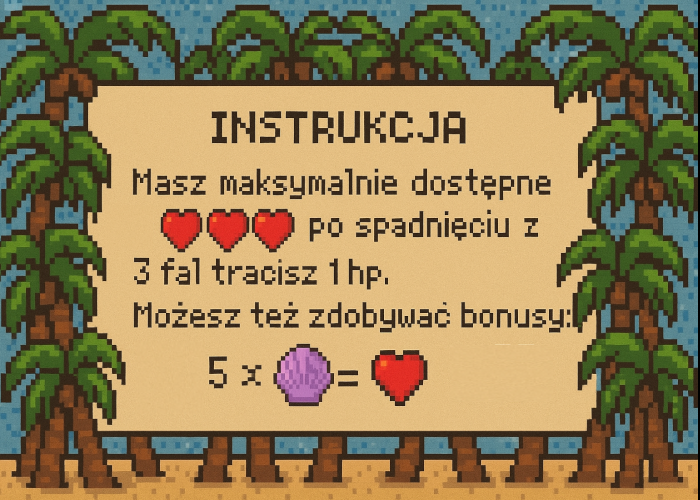 INSTRUKCJA
Masz maksymalnie dostępne
po spadnięciu z
3 fal tracisz 1 hp.
Możesz też zdobywać bonusy:
5 x =